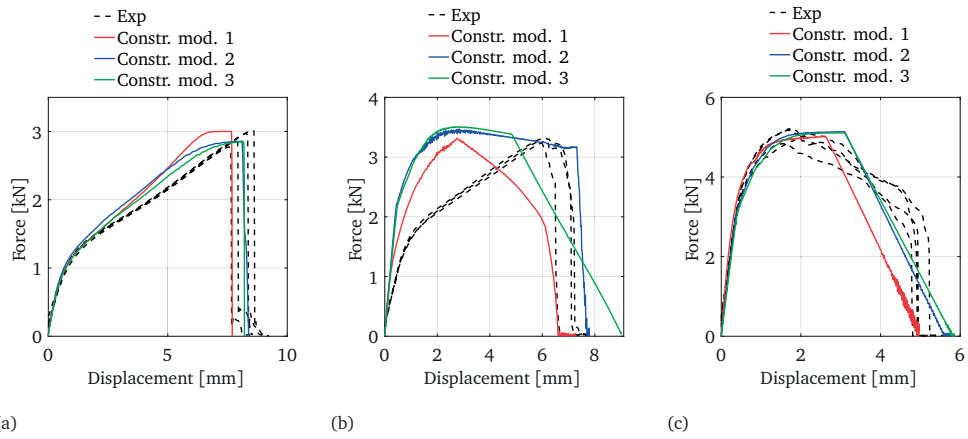 Exp
Constr. mod. 1
Constr. mod. 2
Constr. mod. 3
3
2
1
0
Force [kN]
0 5 10
Displacement [mm]
Exp
Constr. mod. 1
Constr. mod. 2
Constr. mod. 3
4
3
2
1
0
Force [kN]
0 2 4 6 8
Displacement [mm]
Exp
Constr. mod. 1
Constr. mod. 2
Constr. mod. 3
6
4
2
0
Force [kN]
0 2 4 6
Displacement [mm]
a)
(b)
(c)